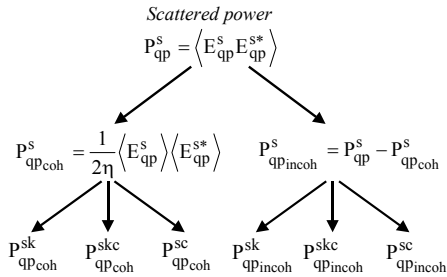 Scattered power
P^s_qp = ⟨E^s_qp E^s*_qp⟩
P^s_qp_coh = 1/2η ⟨E^s_qp⟩⟨E^s*_qp⟩ P^s_qp_incoh = P^s_qp − P^s_qp_coh
P^sk_qp_coh P^skc_qp_coh P^sc_qp_coh P^sk_qp_incoh P^skc_qp_incoh P^sc_qp_incoh